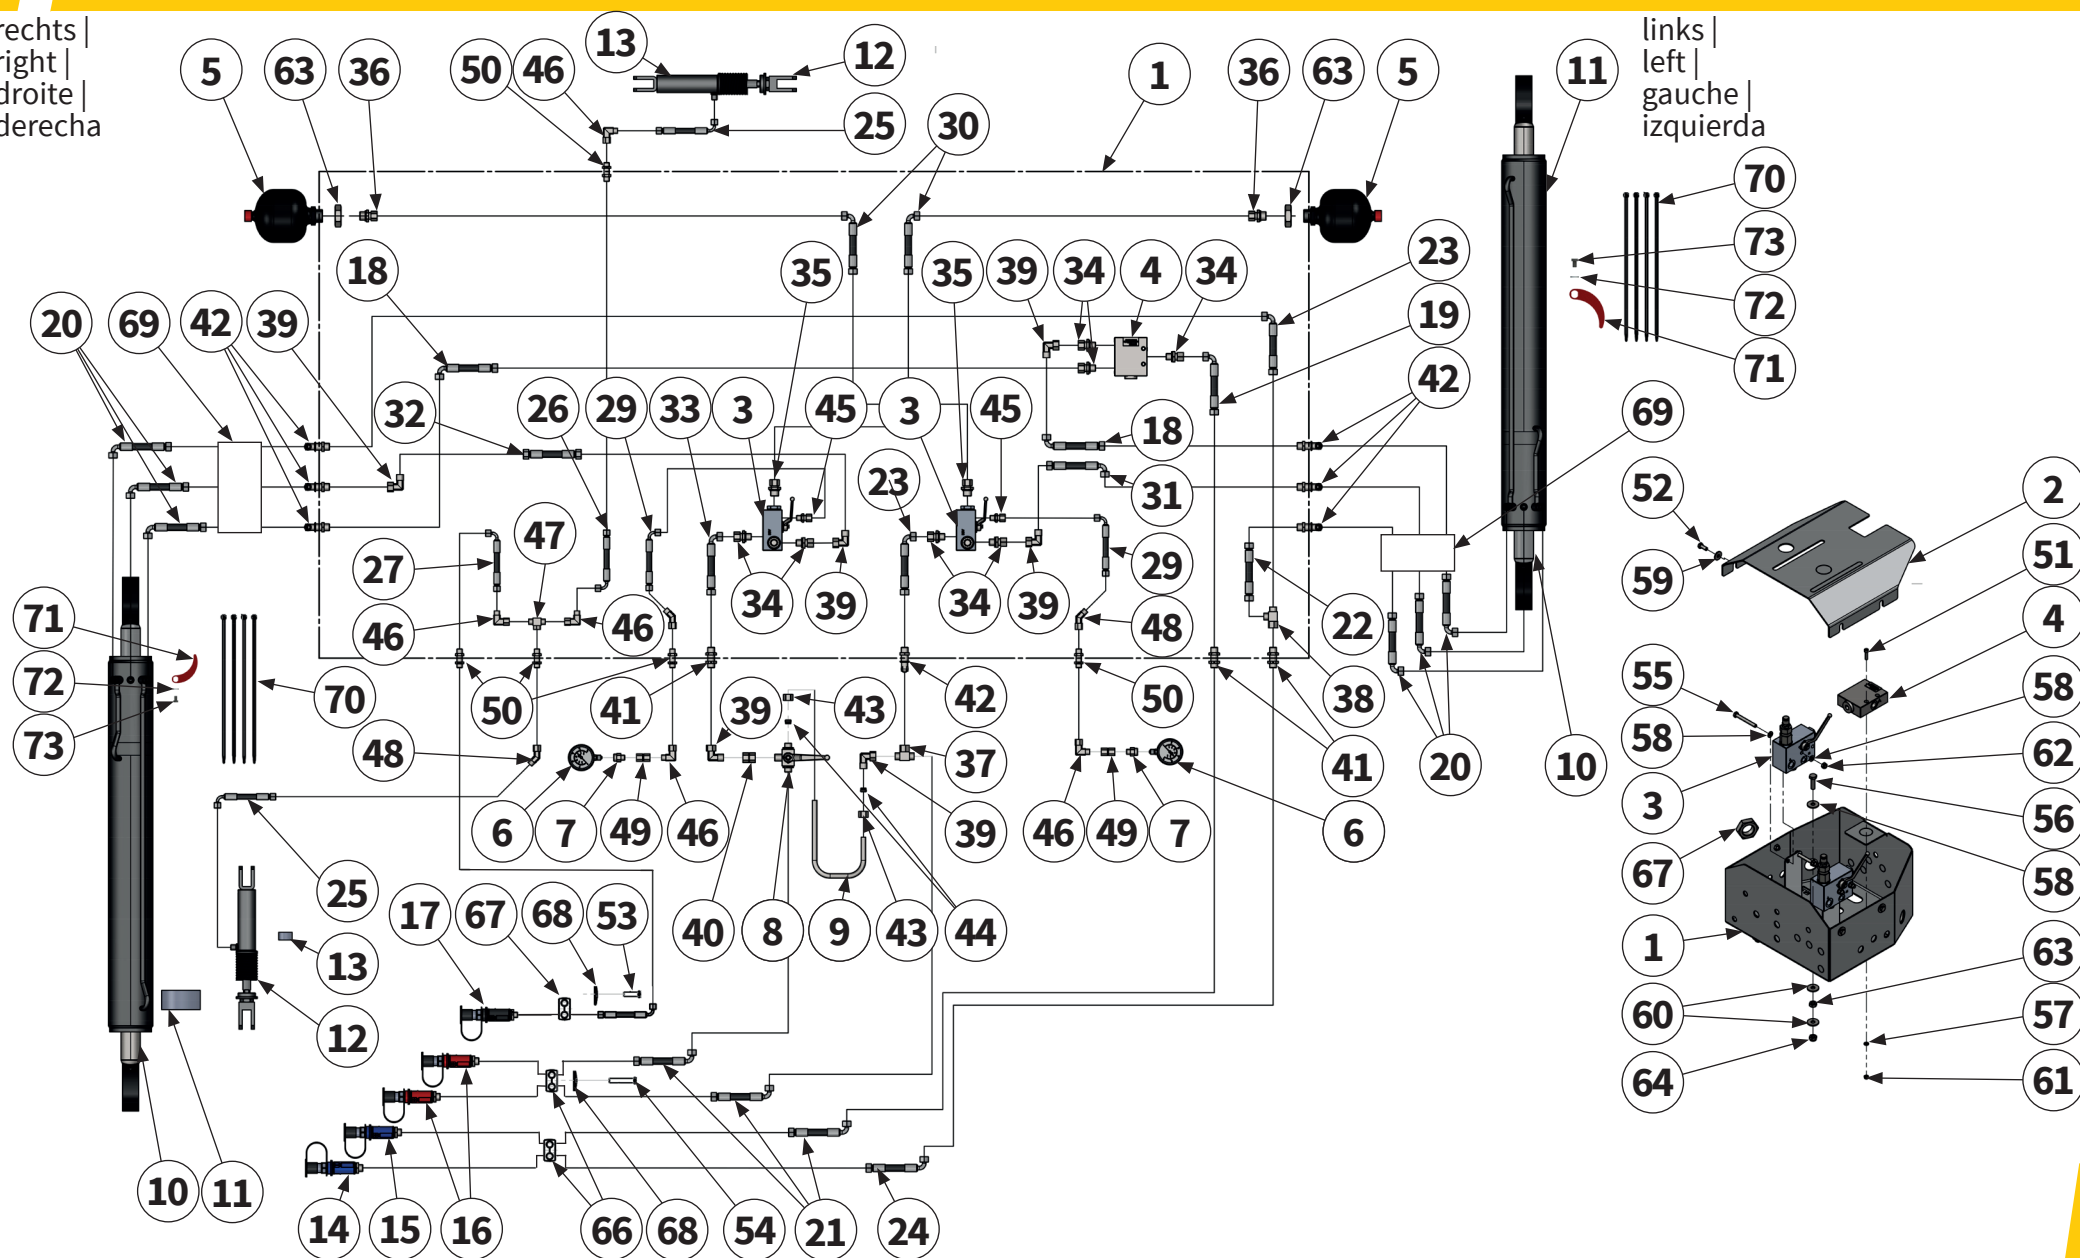 rechts |
right |
droite |
derecha
links |
left |
gauche |
izquierda
5 63 36 50 46 13 12 1 36 63 5 11
25 30
70
18 35 35 39 34 4 34 23 73
20 69 42 39 19 72
71
32 26 29 33 3 45 3 45 18 42 69
23 31 52 2
27 47 29 51
59
46 46 34 39 34 39 48 22 4
71
72 70 50 41 39 43 42 50 38 55 58
73 48 37 41 20 10 58 62
6 7 49 46 39 46 49 7 6 3 56
25 67 58
17 67 68 53 40 8 9 43 44 1
13 63
12 60 57
64 61
10 11
14 15 16 66 68 54 21 24